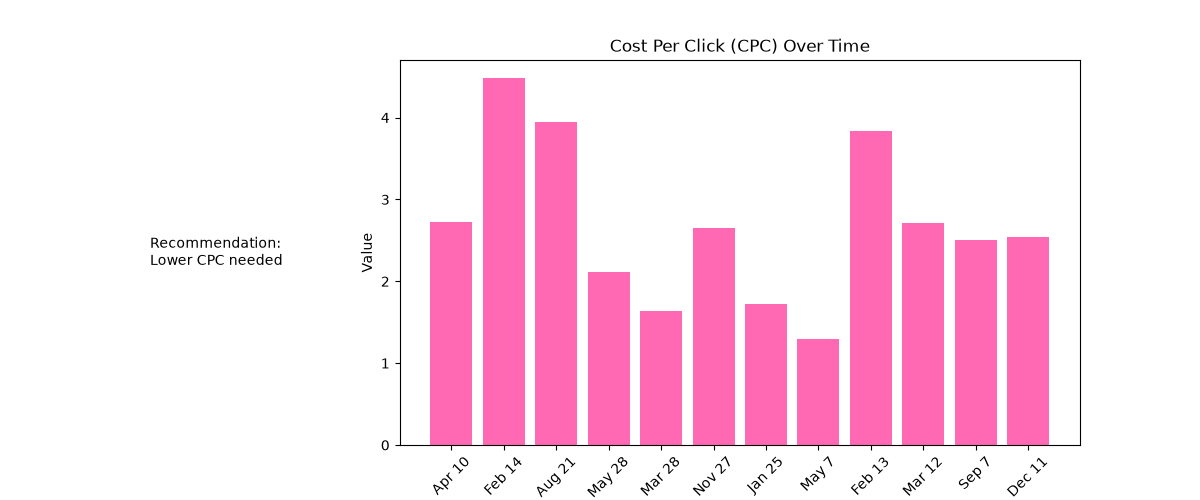 Cost Per Click (CPC) Over Time
Recommendation:
Lower CPC needed
Value
4
3
2
1
0
Apr 10
Feb 14
Aug 21
May 28
Mar 28
Nov 27
Jan 25
May 7
Feb 13
Mar 12
Sep 7
Dec 11